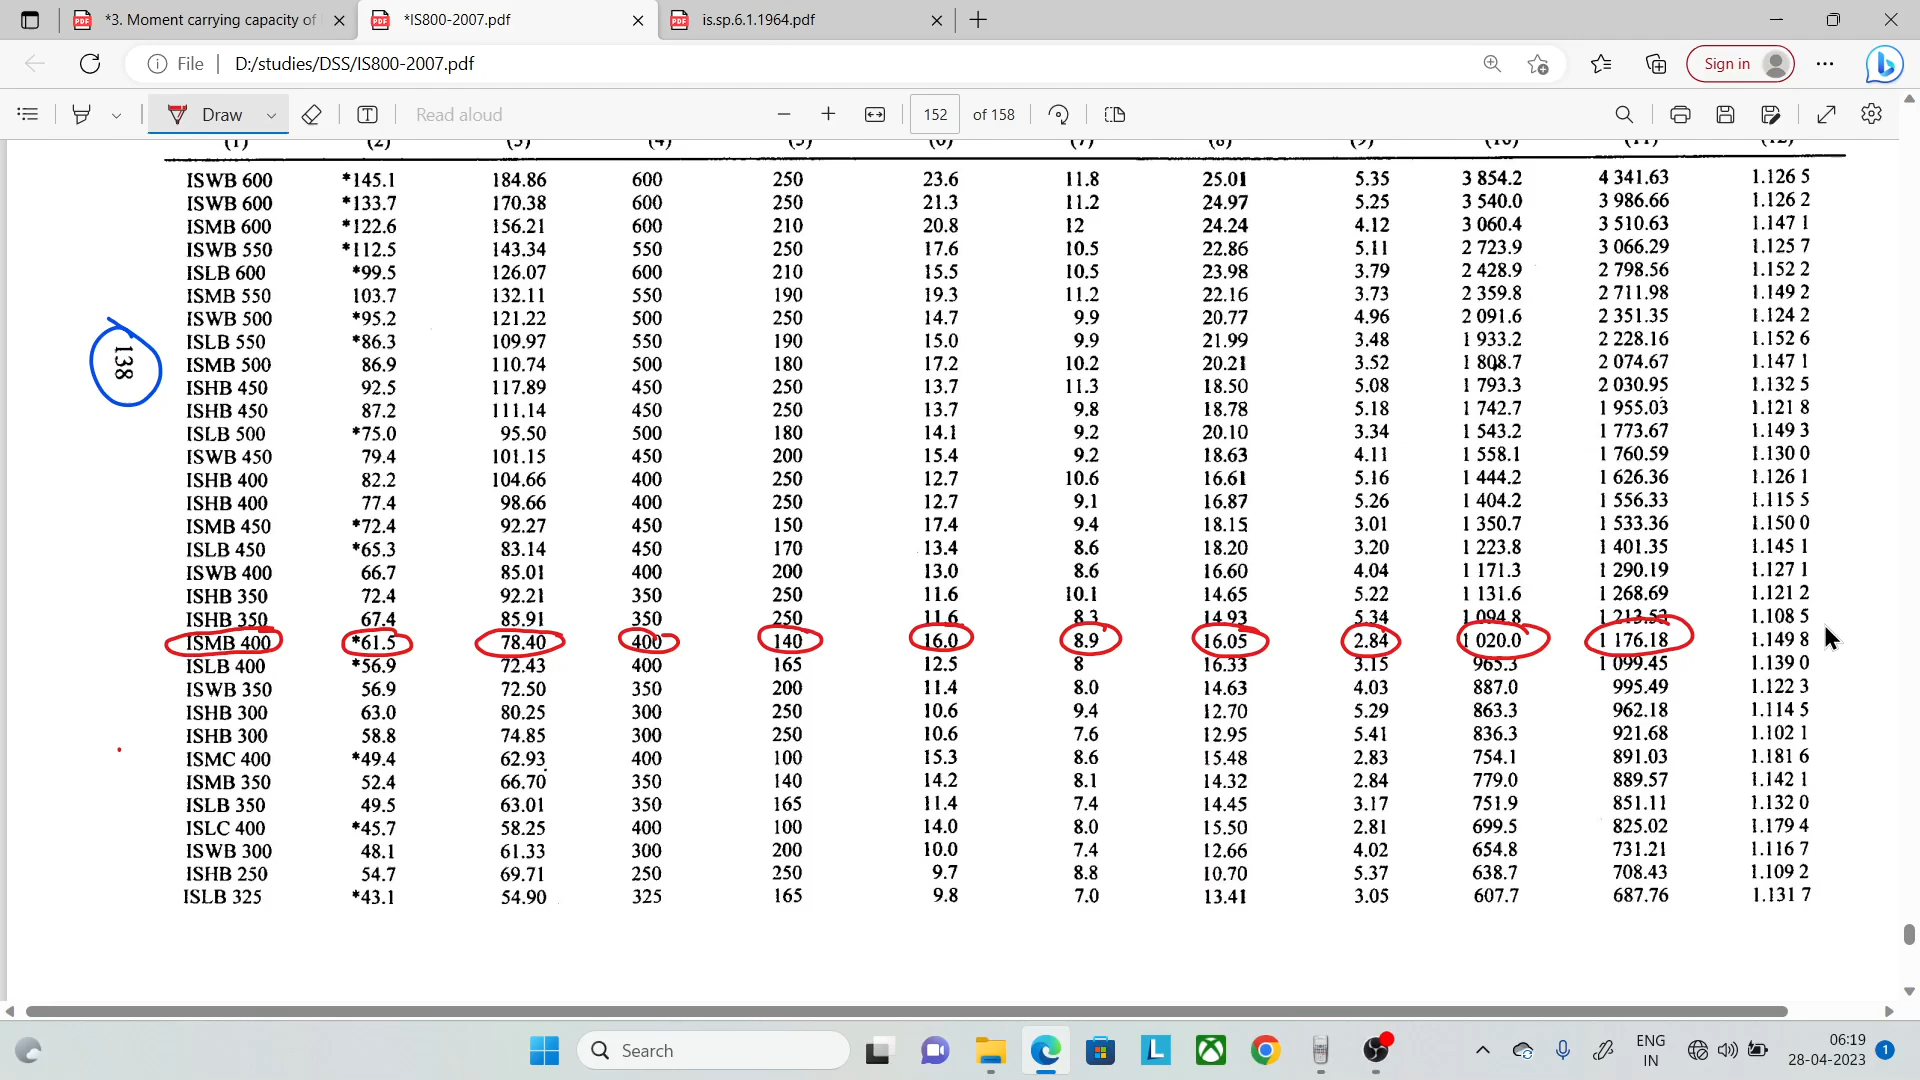 *3. Moment carrying capacity of
*IS800-2007.pdf
is.sp.6.1.1964.pdf
File D:/studies/DSS/IS800-2007.pdf
Sign in
Draw
Read aloud
152 of 158
(1) (2) (3) (4) (5) (6) (7) (8) (9) (10) (11) (12)
ISWB 600 *145.1 184.86 600 250 23.6 11.8 25.01 5.35 3 854.2 4 341.63 1.126 5
ISWB 600 *133.7 170.38 600 250 21.3 11.2 24.97 5.25 3 540.0 3 986.66 1.126 2
ISMB 600 *122.6 156.21 600 210 20.8 12 24.24 4.12 3 060.4 3 510.63 1.147 1
ISWB 550 *112.5 143.34 550 250 17.6 10.5 22.86 5.11 2 723.9 3 066.29 1.125 7
ISLB 600 *99.5 126.07 600 210 15.5 10.5 23.98 3.79 2 428.9 2 798.56 1.152 2
ISMB 550 103.7 132.11 550 190 19.3 11.2 22.16 3.73 2 359.8 2 711.98 1.149 2
ISWB 500 *95.2 121.22 500 250 14.7 9.9 20.77 4.96 2 091.6 2 351.35 1.124 2
ISLB 550 *86.3 109.97 550 190 15.0 9.9 21.99 3.48 1 933.2 2 228.16 1.152 6
138
ISMB 500 86.9 110.74 500 180 17.2 10.2 20.21 3.52 1 808.7 2 074.67 1.147 1
ISHB 450 92.5 117.89 450 250 13.7 11.3 18.50 5.08 1 793.3 2 030.95 1.132 5
ISHB 450 87.2 111.14 450 250 13.7 9.8 18.78 5.18 1 742.7 1 955.03 1.121 8
ISLB 500 *75.0 95.50 500 180 14.1 9.2 20.10 3.34 1 543.2 1 773.67 1.149 3
ISWB 450 79.4 101.15 450 200 15.4 9.2 18.63 4.11 1 558.1 1 760.59 1.130 0
ISHB 400 82.2 104.66 400 250 12.7 10.6 16.61 5.16 1 444.2 1 626.36 1.126 1
ISHB 400 77.4 98.66 400 250 12.7 9.1 16.87 5.26 1 404.2 1 556.33 1.115 5
ISMB 450 *72.4 92.27 450 150 17.4 9.4 18.15 3.01 1 350.7 1 533.36 1.150 0
ISLB 450 *65.3 83.14 450 170 13.4 8.6 18.20 3.20 1 223.8 1 401.35 1.145 1
ISWB 400 66.7 85.01 400 200 13.0 8.6 16.60 4.04 1 171.3 1 290.19 1.127 1
ISHB 350 72.4 92.21 350 250 11.6 10.1 14.65 5.22 1 131.6 1 268.69 1.121 2
ISHB 350 67.4 85.91 350 250 11.6 8.3 14.93 5.34 1 094.8 1 213.53 1.108 5
ISMB 400 *61.5 78.40 400 140 16.0 8.9 16.05 2.84 1 020.0 1 176.18 1.149 8
ISLB 400 *56.9 72.43 400 165 12.5 8 16.33 3.15 965.3 1 099.45 1.139 0
ISWB 350 56.9 72.50 350 200 11.4 8.0 14.63 4.03 887.0 995.49 1.122 3
ISHB 300 63.0 80.25 300 250 10.6 9.4 12.70 5.29 863.3 962.18 1.114 5
ISHB 300 58.8 74.85 300 250 10.6 7.6 12.95 5.41 836.3 921.68 1.102 1
ISMC 400 *49.4 62.93 400 100 15.3 8.6 15.48 2.83 754.1 891.03 1.181 6
ISMB 350 52.4 66.70 350 140 14.2 8.1 14.32 2.84 779.0 889.57 1.142 1
ISLB 350 49.5 63.01 350 165 11.4 7.4 14.45 3.17 751.9 851.11 1.132 0
ISLC 400 *45.7 58.25 400 100 14.0 8.0 15.50 2.81 699.5 825.02 1.179 4
ISWB 300 48.1 61.33 300 200 10.0 7.4 12.66 4.02 654.8 731.21 1.116 7
ISHB 250 54.7 69.71 250 250 9.7 8.8 10.70 5.37 638.7 708.43 1.109 2
ISLB 325 *43.1 54.90 325 165 9.8 7.0 13.41 3.05 607.7 687.76 1.131 7
Search
ENG
IN
06:19
28-04-2023
1